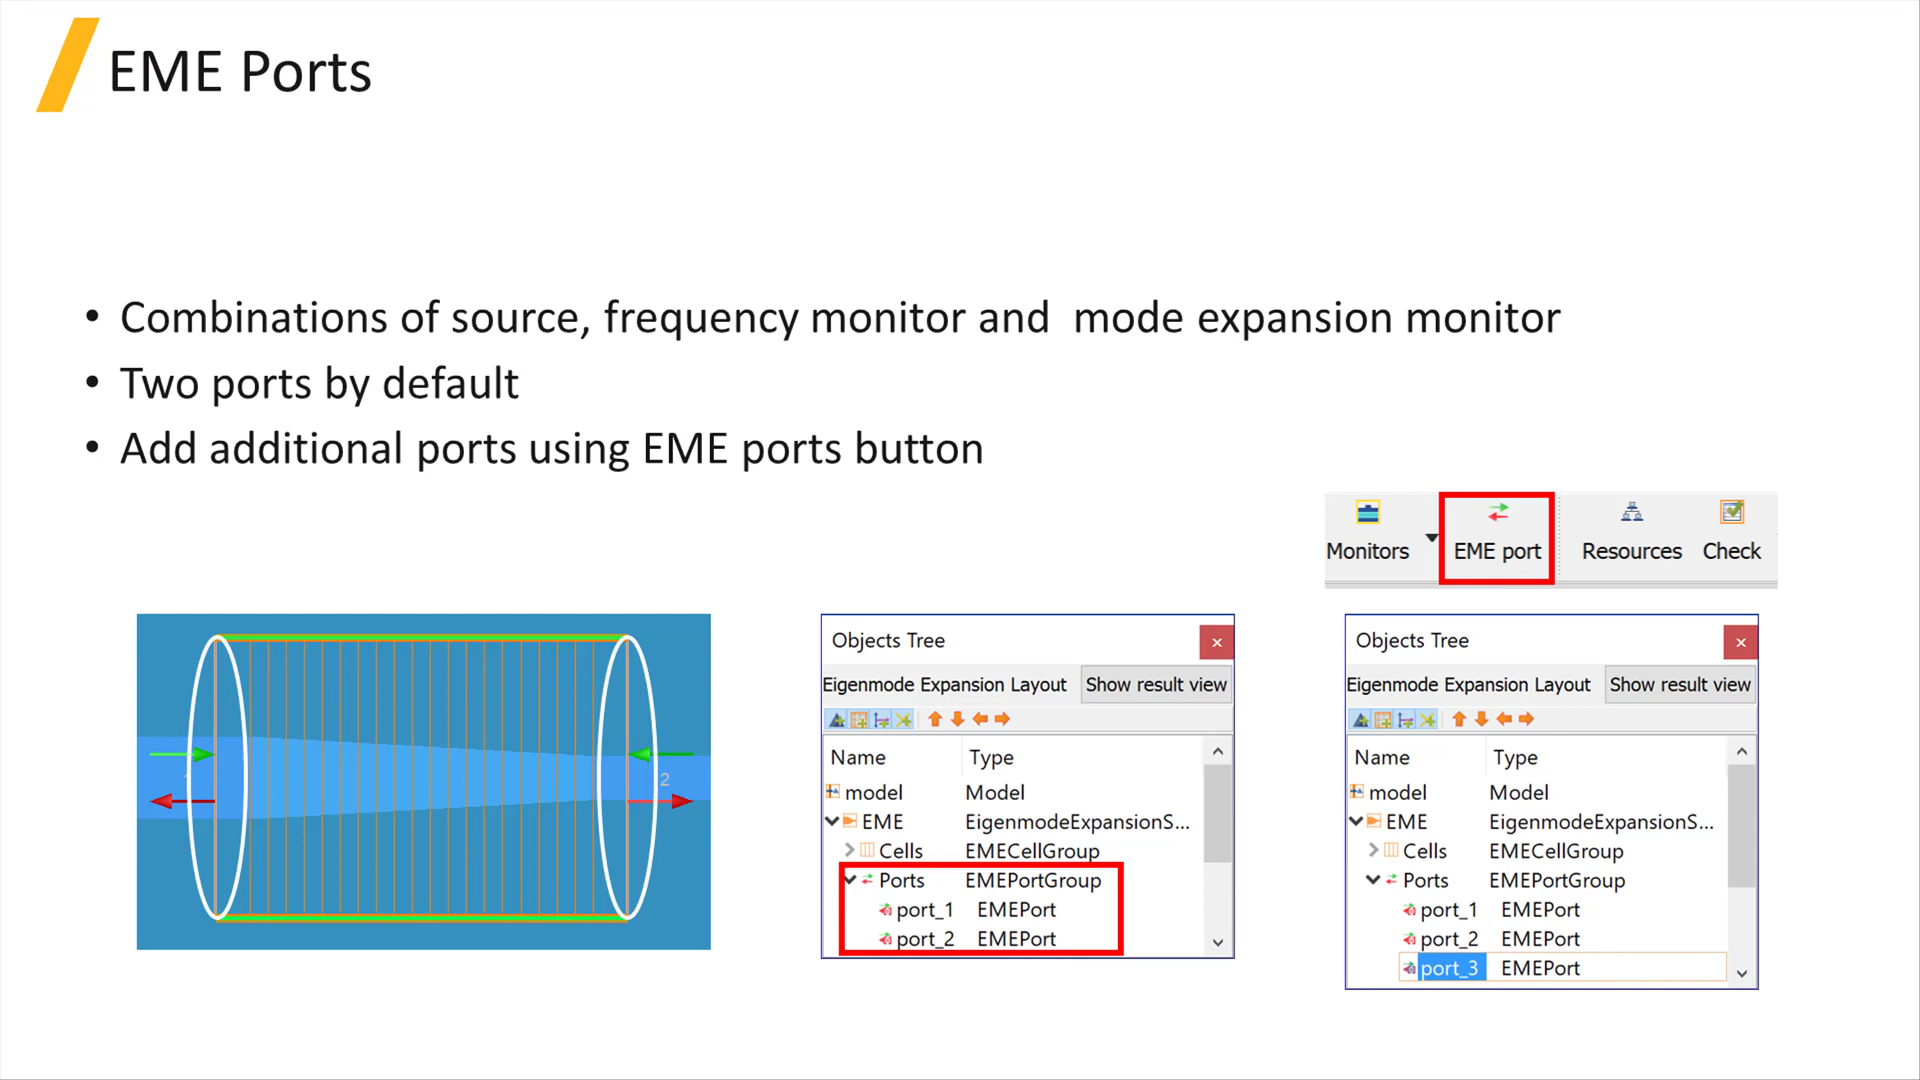 EME Ports
• Combinations of source, frequency monitor and  mode expansion monitor
• Two ports by default
• Add additional ports using EME ports button
Monitors EME port Resources Check
2
Objects Tree
Eigenmode Expansion Layout Show result view
Name Type
model Model
EME EigenmodeExpansionS...
Cells EMECellGroup
Ports EMEPortGroup
port_1 EMEPort
port_2 EMEPort
Objects Tree
Eigenmode Expansion Layout Show result view
Name Type
model Model
EME EigenmodeExpansionS...
Cells EMECellGroup
Ports EMEPortGroup
port_1 EMEPort
port_2 EMEPort
port_3 EMEPort